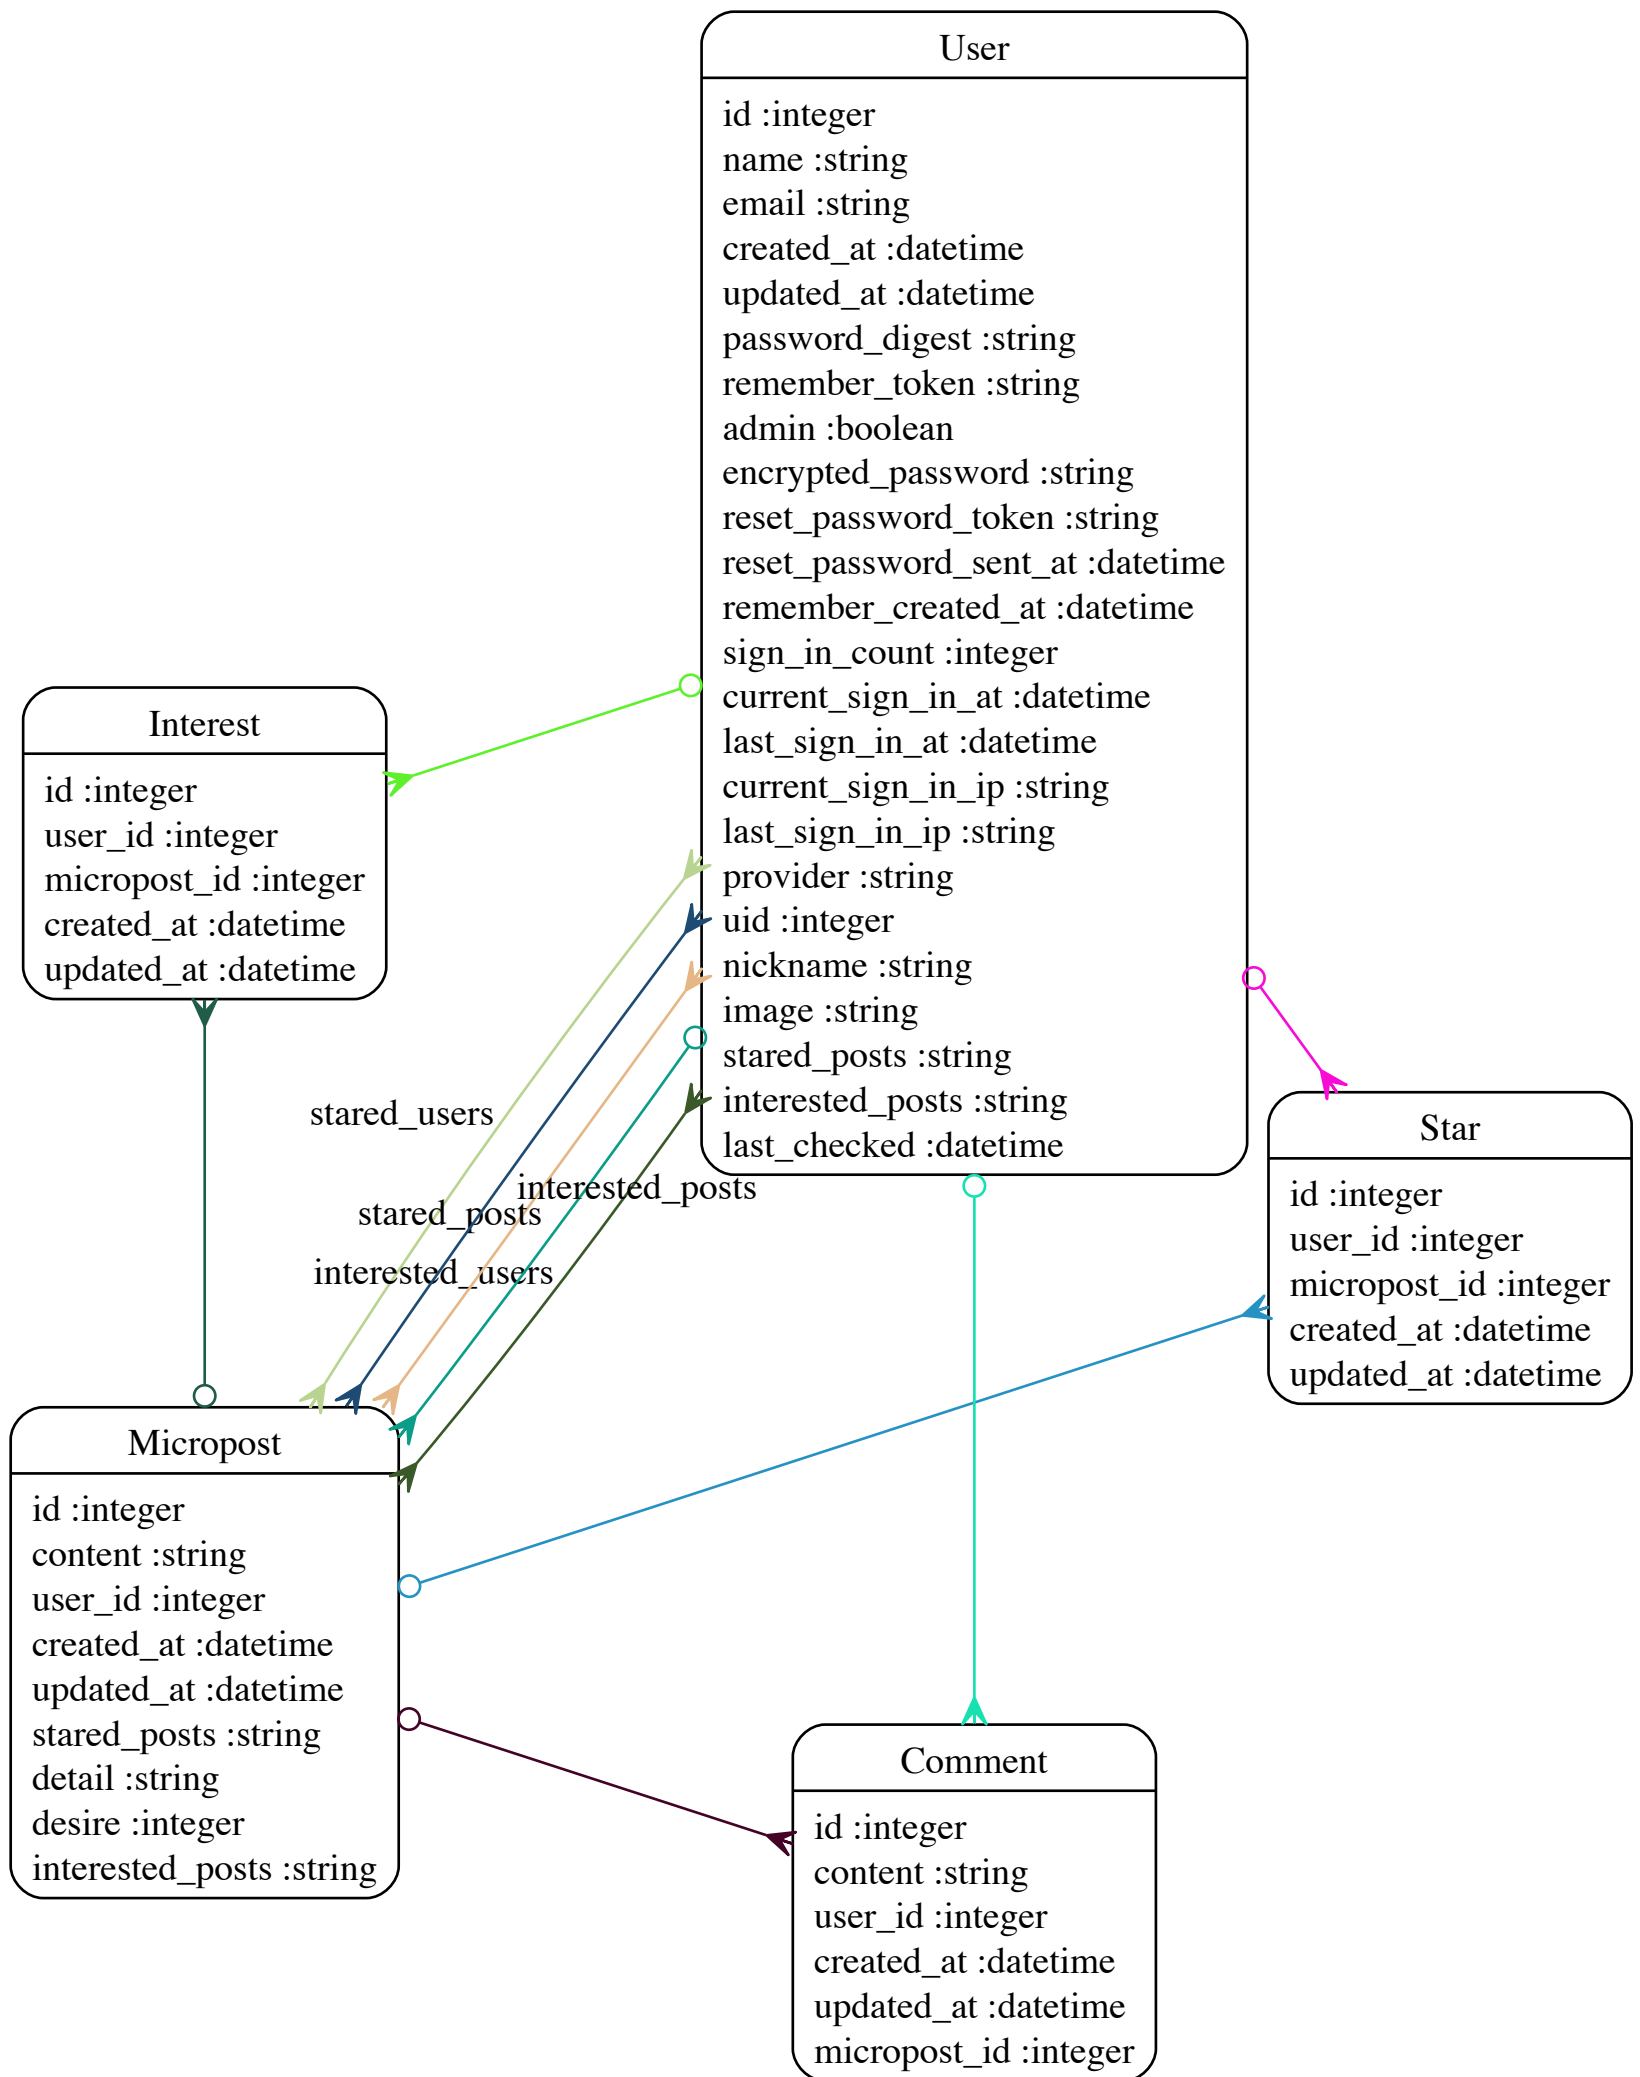 User
id :integer
name :string
email :string
created_at :datetime
updated_at :datetime
password_digest :string
remember_token :string
admin :boolean
encrypted_password :string
reset_password_token :string
reset_password_sent_at :datetime
remember_created_at :datetime
sign_in_count :integer
current_sign_in_at :datetime
last_sign_in_at :datetime
current_sign_in_ip :string
last_sign_in_ip :string
provider :string
uid :integer
nickname :string
image :string
stared_posts :string
interested_posts :string
last_checked :datetime
Interest
id :integer
user_id :integer
micropost_id :integer
created_at :datetime
updated_at :datetime
stared_users
interested_posts
stared_posts
interested_users
Star
id :integer
user_id :integer
micropost_id :integer
created_at :datetime
updated_at :datetime
Micropost
id :integer
content :string
user_id :integer
created_at :datetime
updated_at :datetime
stared_posts :string
detail :string
desire :integer
interested_posts :string
Comment
id :integer
content :string
user_id :integer
created_at :datetime
updated_at :datetime
micropost_id :integer